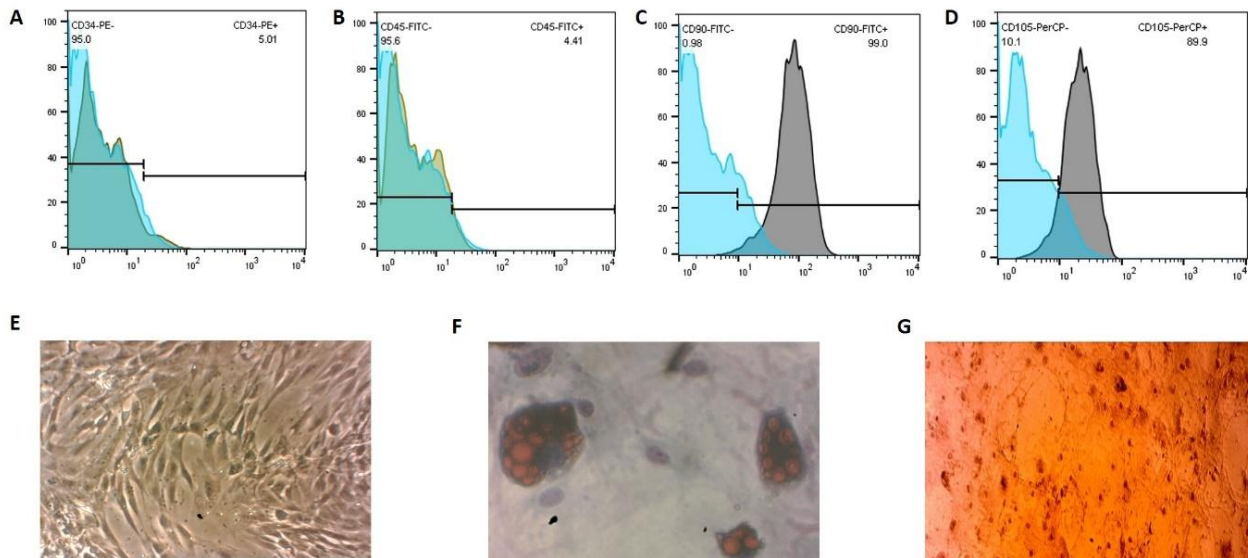 A
CD34-PE- CD34-PE+
95.0 5.01
100
80
60
40
20
0
10^0 10^1 10^2 10^3 10^4
B
CD45-FITC- CD45-FITC+
95.6 4.41
100
80
60
40
20
0
10^0 10^1 10^2 10^3 10^4
C
CD90-FITC- CD90-FITC+
0.98 99.0
100
80
60
40
20
0
10^0 10^1 10^2 10^3 10^4
D
CD105-PerCP- CD105-PerCP+
10.1 89.9
100
80
60
40
20
0
10^0 10^1 10^2 10^3 10^4
E
F
G